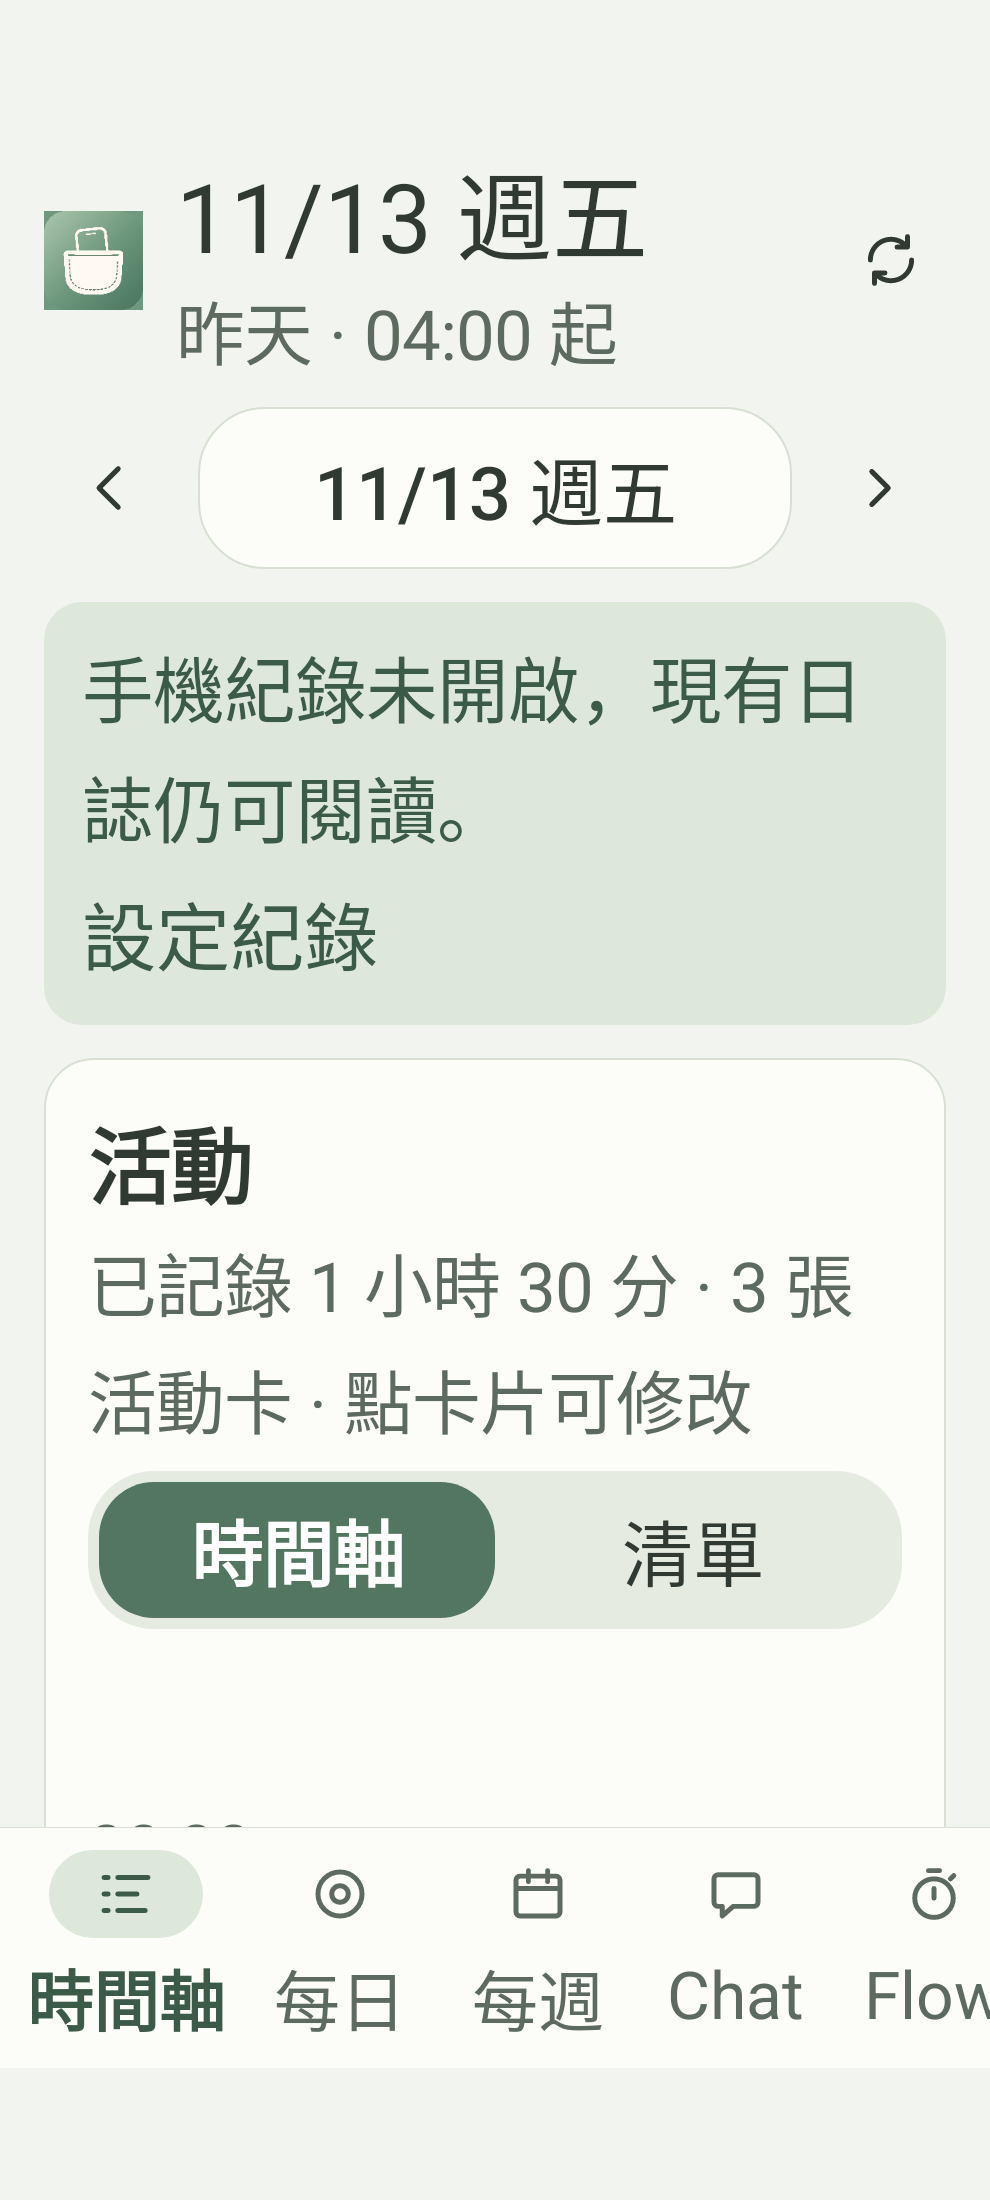 11/13 週五
昨天 · 04:00 起
11/13 週五
手機紀錄未開啟，現有日
誌仍可閱讀。
設定紀錄
活動
已記錄 1 小時 30 分 · 3 張
活動卡 · 點卡片可修改
時間軸
清單
時間軸
每日
每週
Chat
Flow